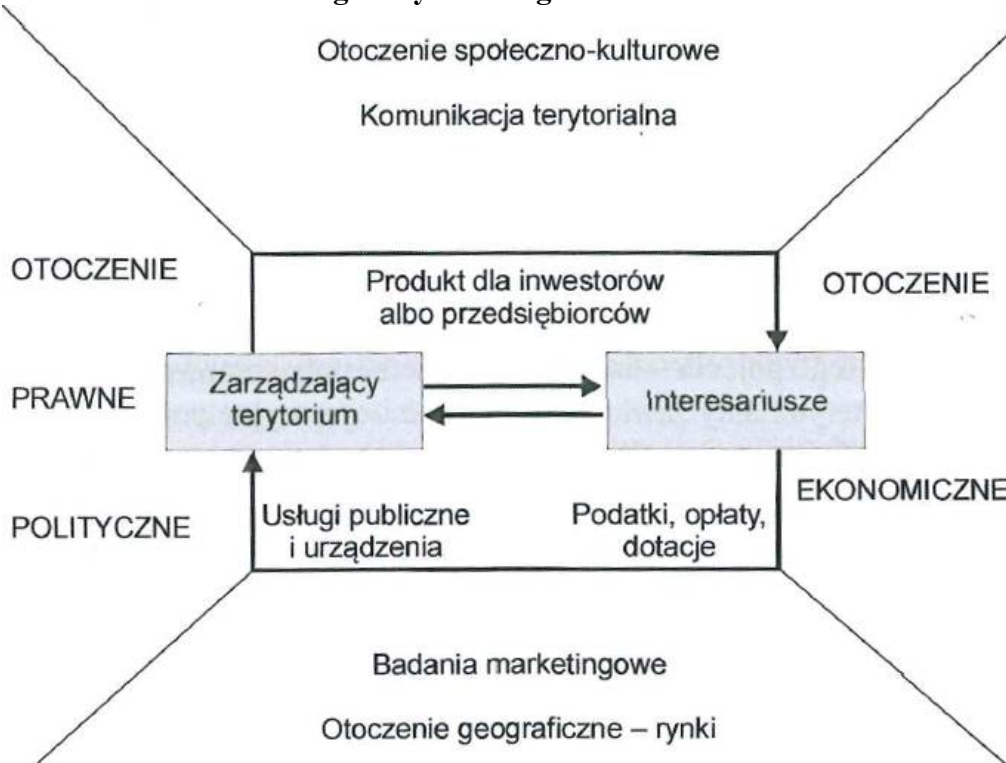 Otoczenie społeczno-kulturowe
Komunikacja terytorialna
OTOCZENIE
PRAWNE
POLITYCZNE
Produkt dla inwestorów
albo przedsiębiorców
Zarządzający
terytorium
Interesariusze
Usługi publiczne
i urządzenia
Podatki, opłaty,
dotacje
OTOCZENIE
EKONOMICZNE
Badania marketingowe
Otoczenie geograficzne – rynki